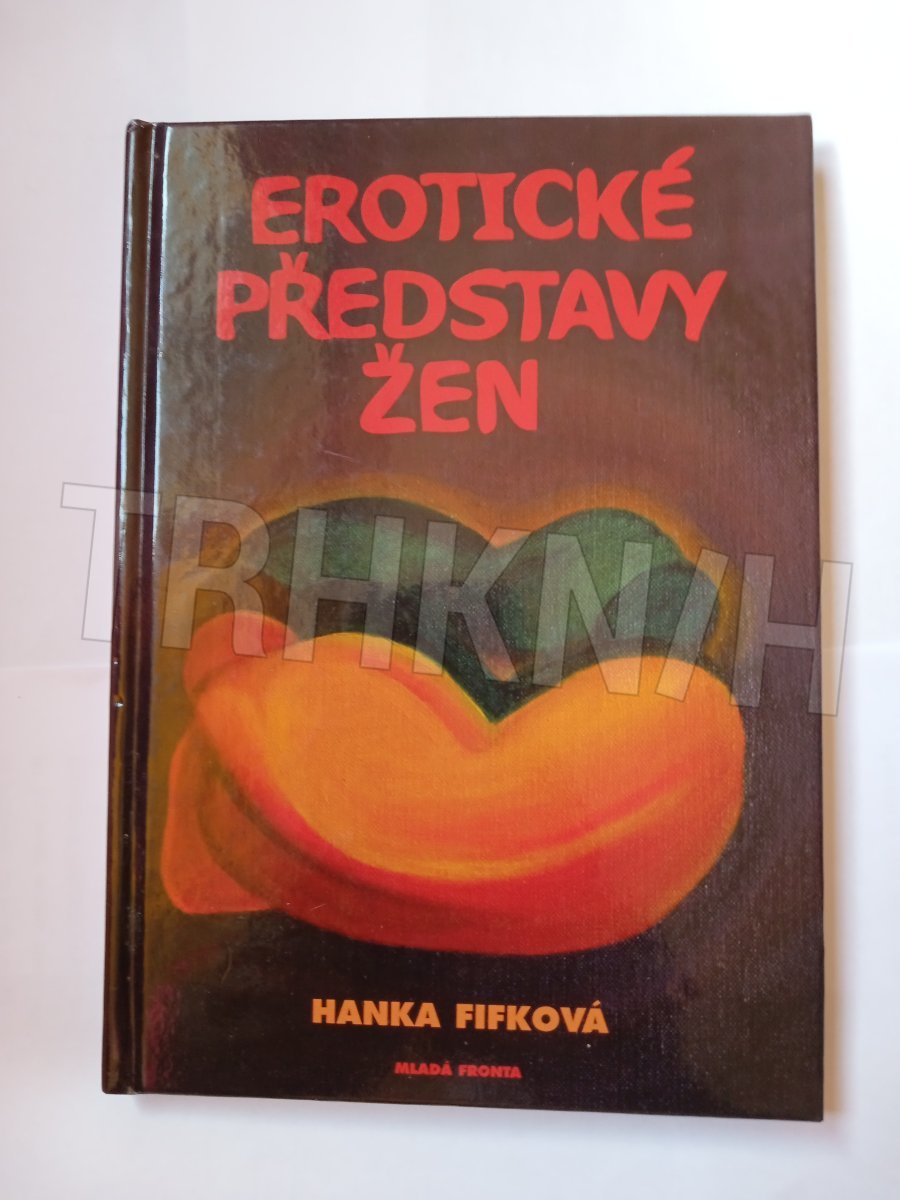 EROTICKÉ
PŘEDSTAVY
ŽEN
TRHKNIH
HANKA FIFKOVÁ
MLADÁ FRONTA